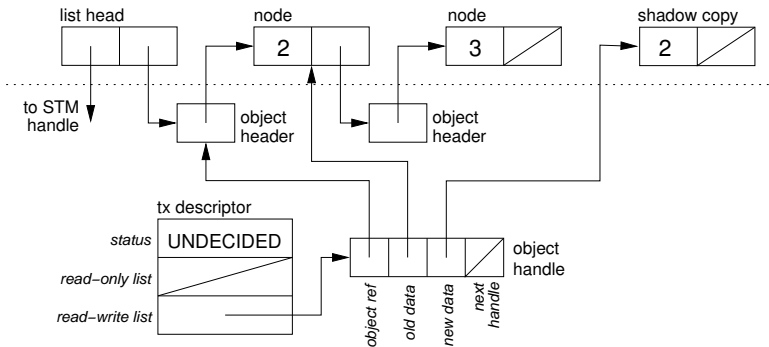 list head
node
node
shadow copy
2
3
2
to STM
handle
object
header
object
header
tx descriptor
status
UNDECIDED
read-only list
read-write list
object
handle
object ref
old data
new data
next
handle